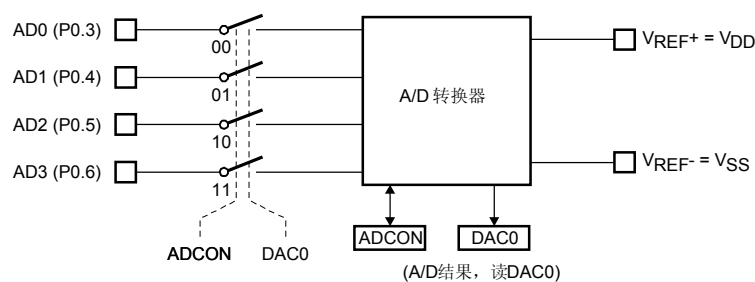 AD0 (P0.3)
00
AD1 (P0.4)
01
AD2 (P0.5)
10
AD3 (P0.6)
11
ADCON
DAC0
A/D 转换器
VREF+ = VDD
VREF- = VSS
ADCON
DAC0
(A/D结果，读DAC0)